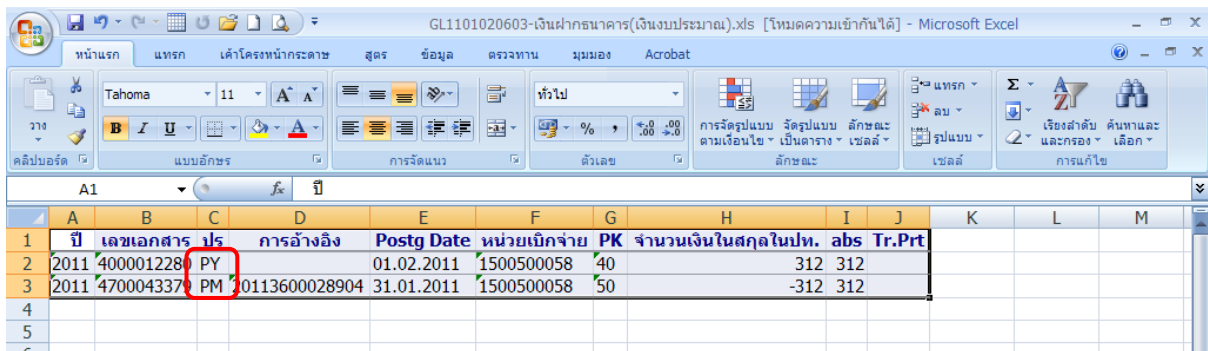 GL1101020603-เงินฝากธนาคาร(เงินงบประมาณ).xls [โหมดความเข้ากันได้] - Microsoft Excel
หน้าแรก แทรก เค้าโครงหน้ากระดาษ สูตร ข้อมูล ตรวจทาน มุมมอง Acrobat
Tahoma 11 ทั่วไป แทรก Σ
วาง B I U A % , .0 .00 การจัดรูปแบบ ตามเงื่อนไข จัดรูปแบบ เป็นตาราง ลักษณะ เซลล์ ลบ รูปแบบ เรียงลำดับ และกรอง ค้นหาและ เลือก
คลิปบอร์ด แบบอักษร การจัดแนว ตัวเลข ลักษณะ เซลล์ การแก้ไข
A1 fx ปี
A B C D E F G H I J K L M
1 ปี เลขเอกสาร ปร การอ้างอิง Postg Date หน่วยเบิกจ่าย PK จำนวนเงินในสกุลในปท. abs Tr.Prt
2 2011 4000012280 PY 01.02.2011 1500500058 40 312 312
3 2011 4700043379 PM 20113600028904 31.01.2011 1500500058 50 -312 312
4
5